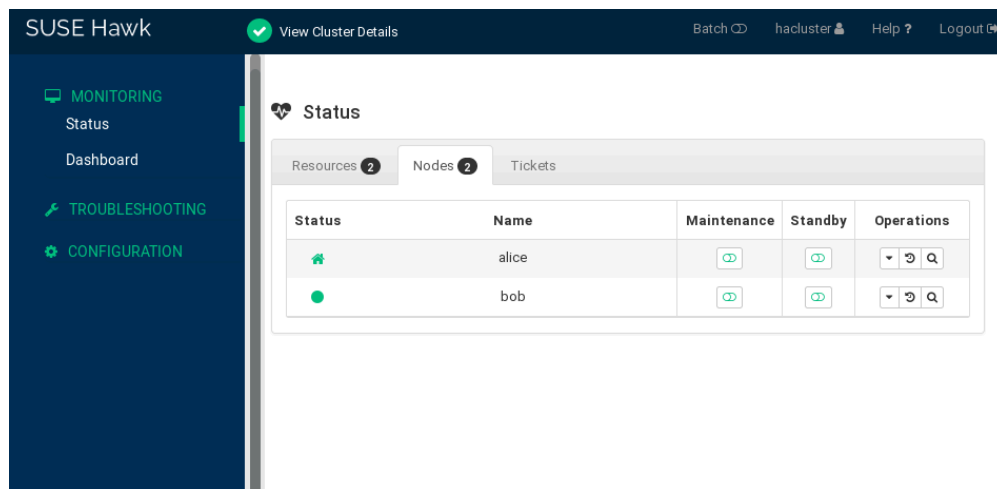 SUSE Hawk
View Cluster Details
Batch
hacluster
Help ?
Logout
MONITORING
Status
Dashboard
TROUBLESHOOTING
CONFIGURATION
Status
Resources 2
Nodes 2
Tickets
Status Name Maintenance Standby Operations
alice
bob